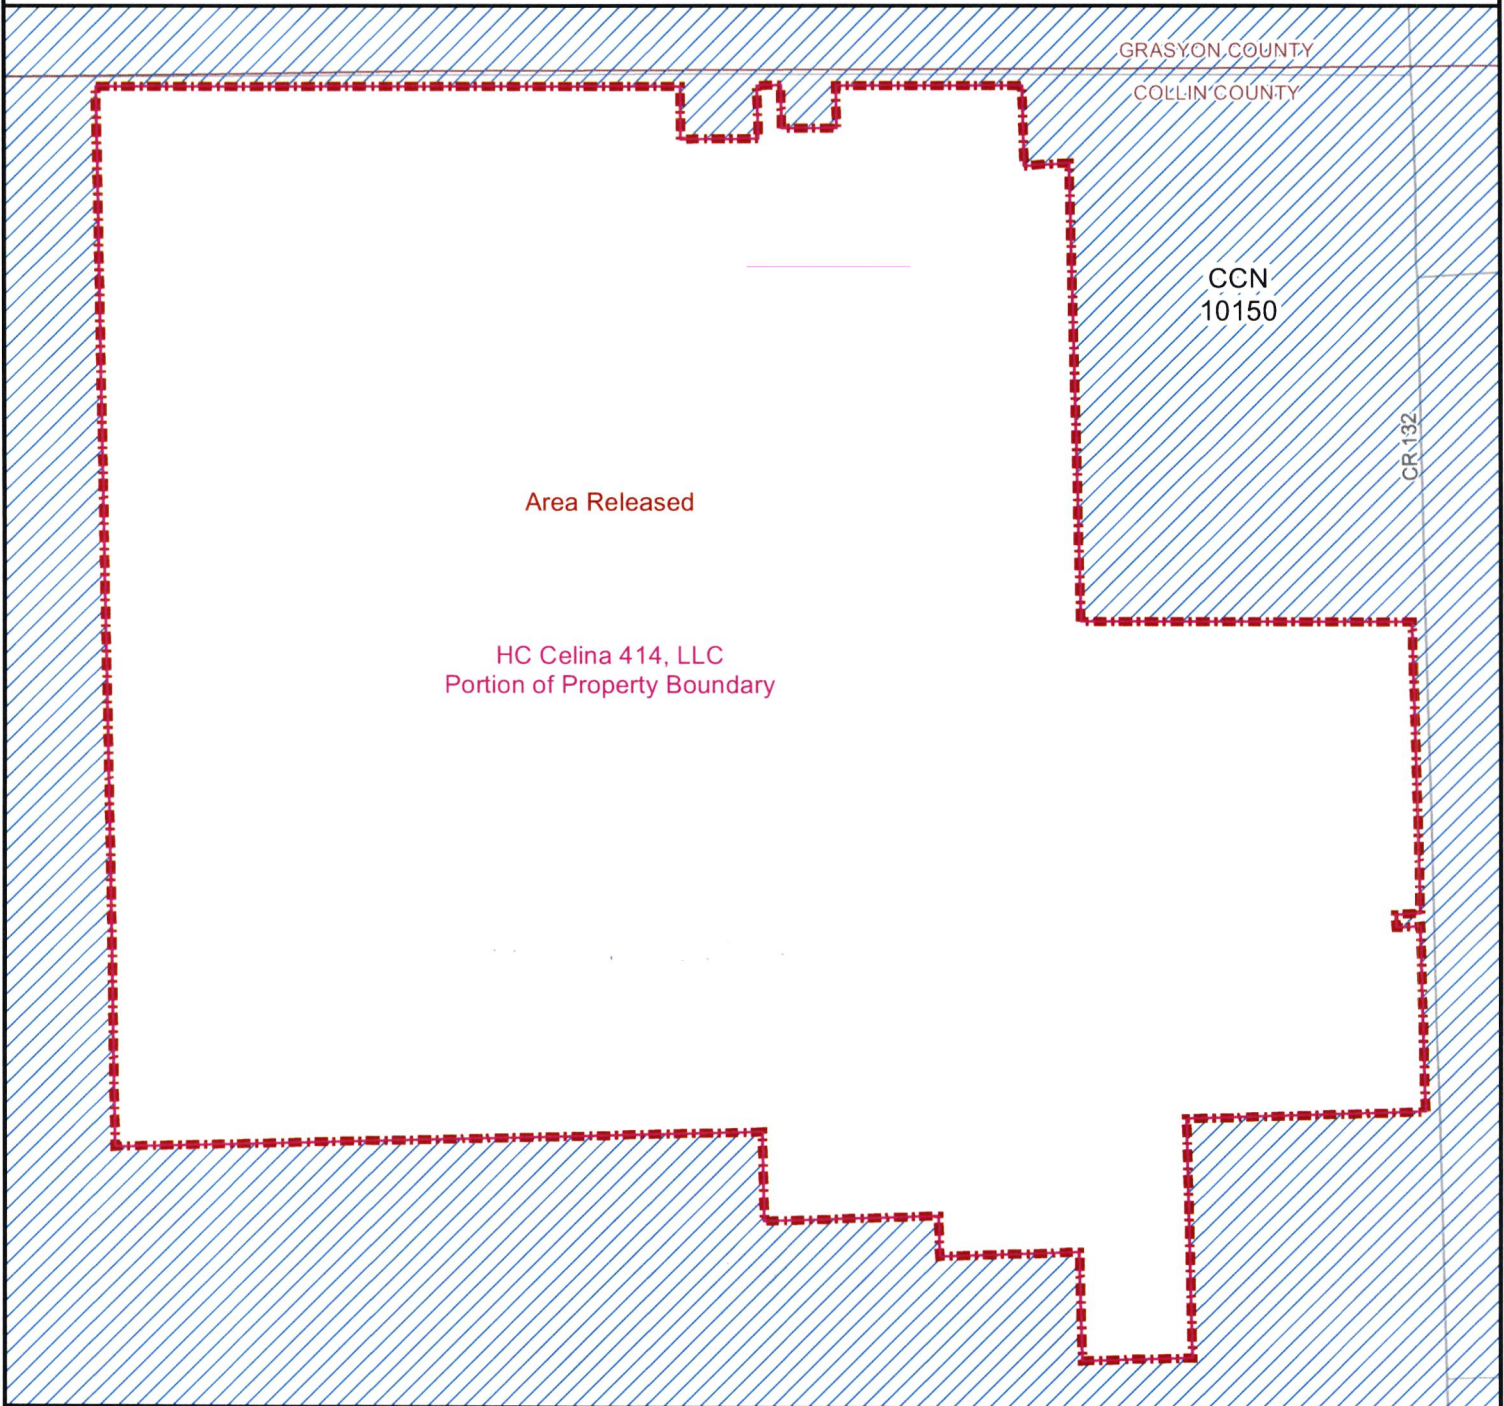 GRASYON COUNTY
COLLIN COUNTY
CCN
10150
CR 132
Area Released
HC Celina 414, LLC
Portion of Property Boundary